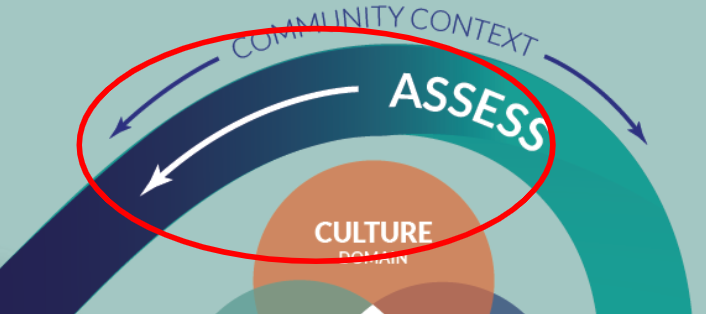 COMMUNITY CONTEXT
ASSESS
CULTURE
DOMAIN